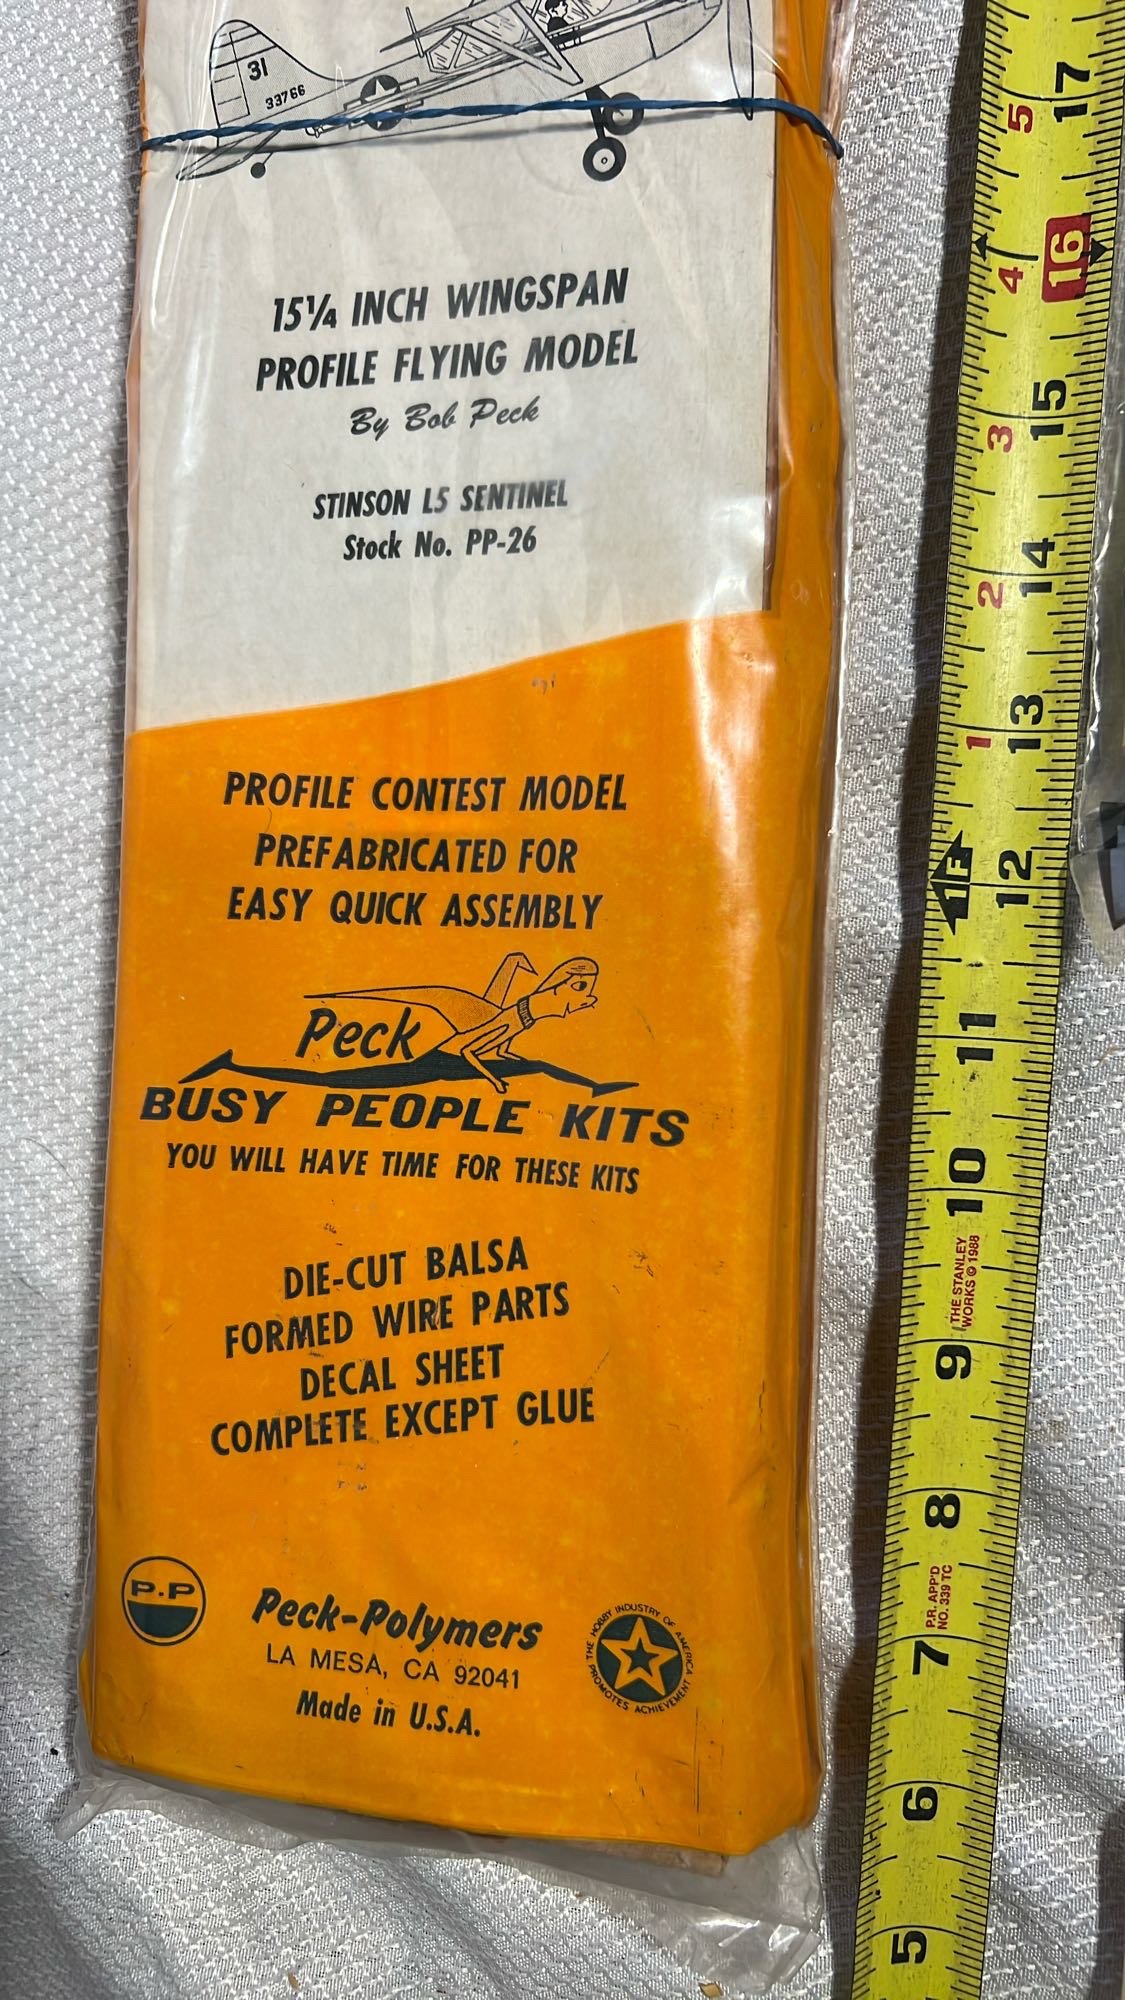 31
33766
15¼ INCH WINGSPAN
PROFILE FLYING MODEL
By Bob Peck
STINSON L5 SENTINEL
Stock No. PP-26
PROFILE CONTEST MODEL
PREFABRICATED FOR
EASY QUICK ASSEMBLY
Peck
BUSY PEOPLE KITS
YOU WILL HAVE TIME FOR THESE KITS
DIE-CUT BALSA
FORMED WIRE PARTS
DECAL SHEET
COMPLETE EXCEPT GLUE
P.P
Peck-Polymers
LA MESA, CA 92041
Made in U.S.A.
THE HOBBY INDUSTRY OF AMERICA
PROMOTES ACHIEVEMENT
17
5
16
4
15
3
14
2
13
1
1F
12
11
10
THE STANLEY
WORKS © 1988
9
8
P.R. APP'D
NO. 339 TC
7
6
5